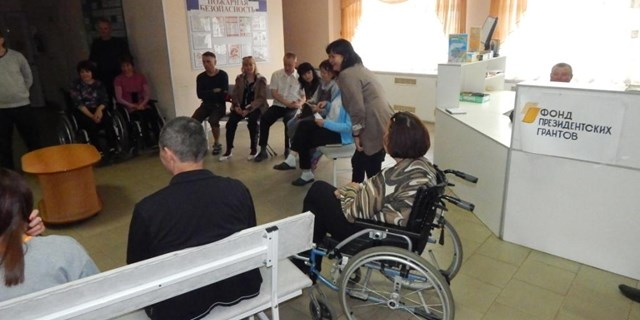 ПОЖАРНАЯ
БЕЗОПАСНОСТЬ
ФОНД
ПРЕЗИДЕНТСКИХ
ГРАНТОВ